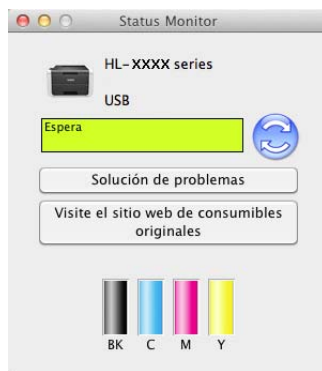 Status Monitor
HL-XXXX series
USB
Espera
Solución de problemas
Visite el sitio web de consumibles
originales
BK C M Y